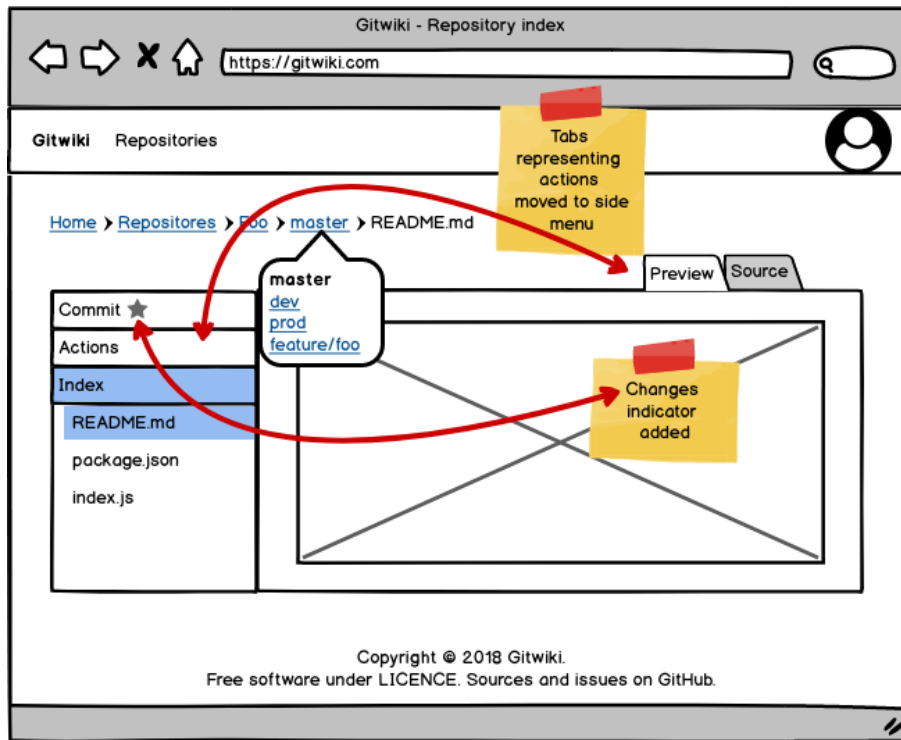 Gitwiki - Repository index
https://gitwiki.com
Gitwiki Repositories
Tabs
representing
actions
moved to side
menu
Home > Repositores > Foo > master > README.md
master
dev
prod
feature/foo
Preview Source
Commit
Actions
Index
README.md
package.json
index.js
Changes
indicator
added
Copyright © 2018 Gitwiki.
Free software under LICENCE. Sources and issues on GitHub.